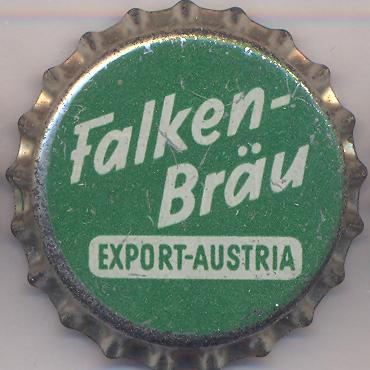 Falken-
Bräu
EXPORT-AUSTRIA